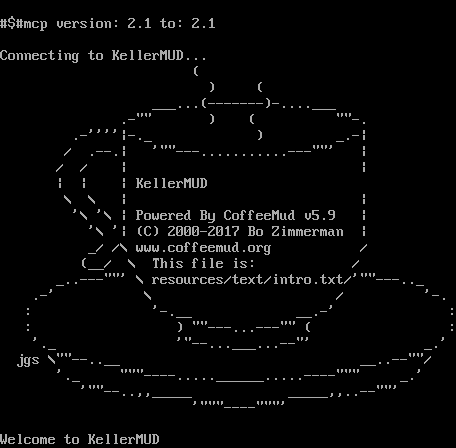 #$#mcp version: 2.1 to: 2.1
Connecting to KellerMUD...
KellerMUD
Powered By CoffeeMud v5.9
(C) 2000-2017 Bo Zimmerman
www.coffeemud.org
This file is:
resources/text/intro.txt
jgs
Welcome to KellerMUD